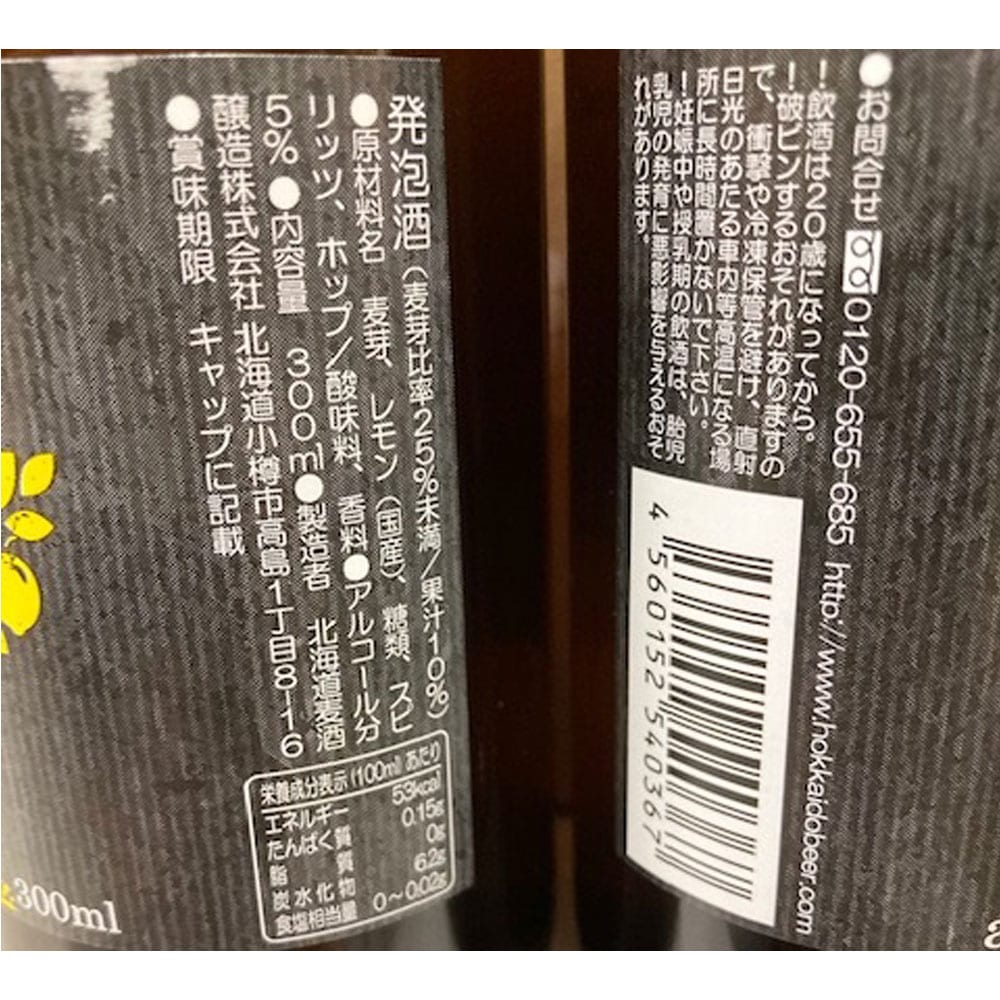 発泡酒(麦芽比率25%未満/果汁10%)
●原材料名 麦芽、レモン(国産)、糖類、スピ
リッツ、ホップ/酸味料、香料●アルコール分
5%●内容量 300ml●製造者 北海道麦酒
醸造株式会社 北海道小樽市高島1丁目8-16
●賞味期限 キャップに記載
栄養成分表示(100ml)あたり
エネルギー 53kcal
たんぱく質 0.15g
脂質 0g
炭水化物 6.2g
食塩相当量 0~0.02g
300ml
●お問合せ 0120-655-685 http://www.hokkaidobeer.com
!飲酒は20歳になってから。
!破ビンするおそれがありますの
で、衝撃や冷凍保管を避け、直射
日光のあたる車内等高温になる場
所に長時間置かないで下さい。
!妊娠中や授乳期の飲酒は、胎児
乳児の発育に悪影響を与えるおそ
れがあります。
4 560152 540367